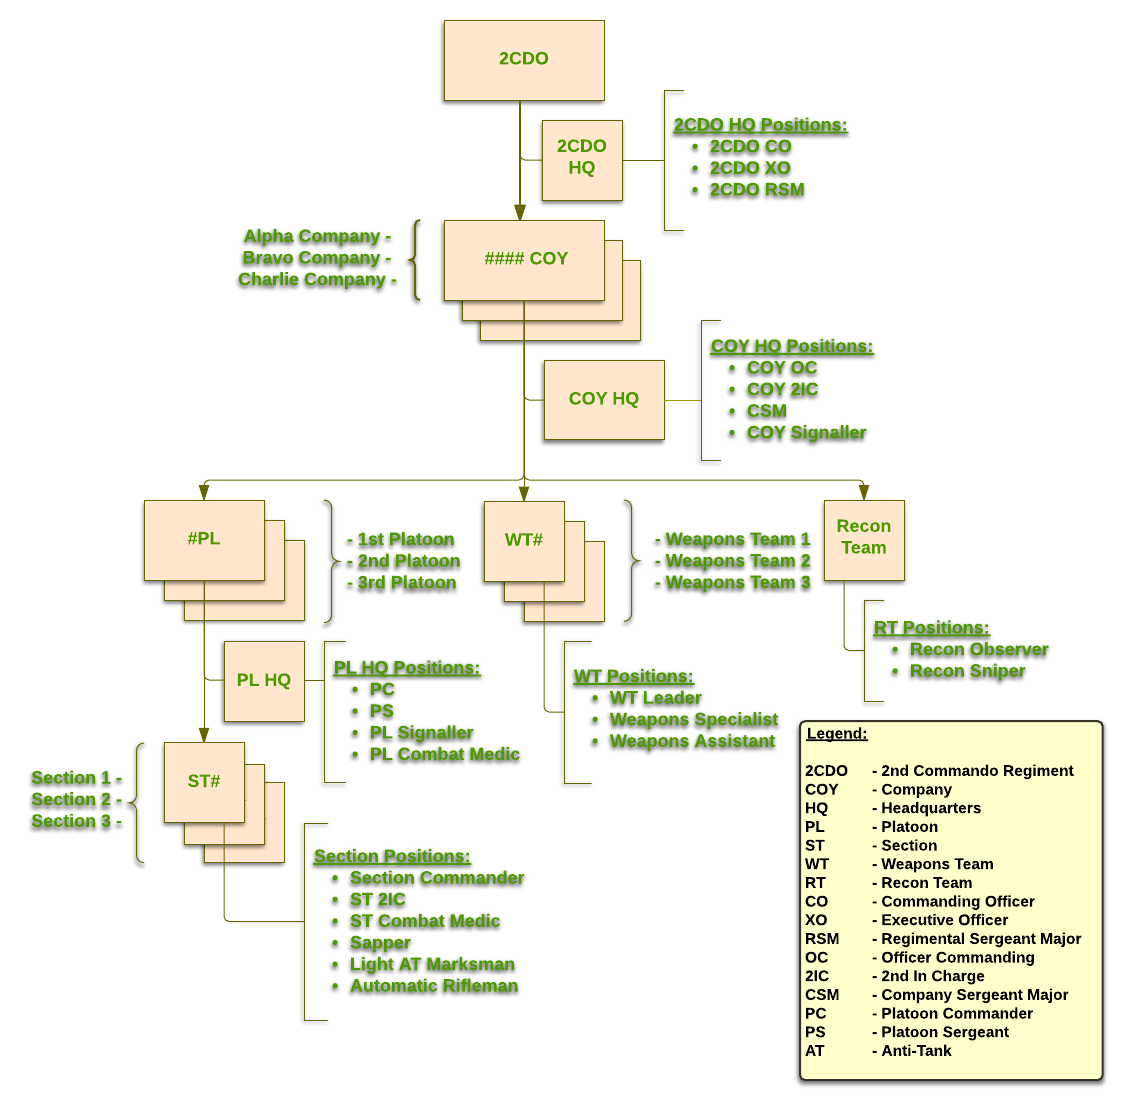 2CDO
2CDO
HQ
2CDO HQ Positions:
• 2CDO CO
• 2CDO XO
• 2CDO RSM
Alpha Company -
Bravo Company -
Charlie Company -
#### COY
COY HQ
COY HQ Positions:
• COY OC
• COY 2IC
• CSM
• COY Signaller
#PL
- 1st Platoon
- 2nd Platoon
- 3rd Platoon
WT#
- Weapons Team 1
- Weapons Team 2
- Weapons Team 3
Recon
Team
RT Positions:
• Recon Observer
• Recon Sniper
PL HQ
PL HQ Positions:
• PC
• PS
• PL Signaller
• PL Combat Medic
WT Positions:
• WT Leader
• Weapons Specialist
• Weapons Assistant
Section 1 -
Section 2 -
Section 3 -
ST#
Section Positions:
• Section Commander
• ST 2IC
• ST Combat Medic
• Sapper
• Light AT Marksman
• Automatic Rifleman
Legend:
2CDO - 2nd Commando Regiment
COY - Company
HQ - Headquarters
PL - Platoon
ST - Section
WT - Weapons Team
RT - Recon Team
CO - Commanding Officer
XO - Executive Officer
RSM - Regimental Sergeant Major
OC - Officer Commanding
2IC - 2nd In Charge
CSM - Company Sergeant Major
PC - Platoon Commander
PS - Platoon Sergeant
AT - Anti-Tank